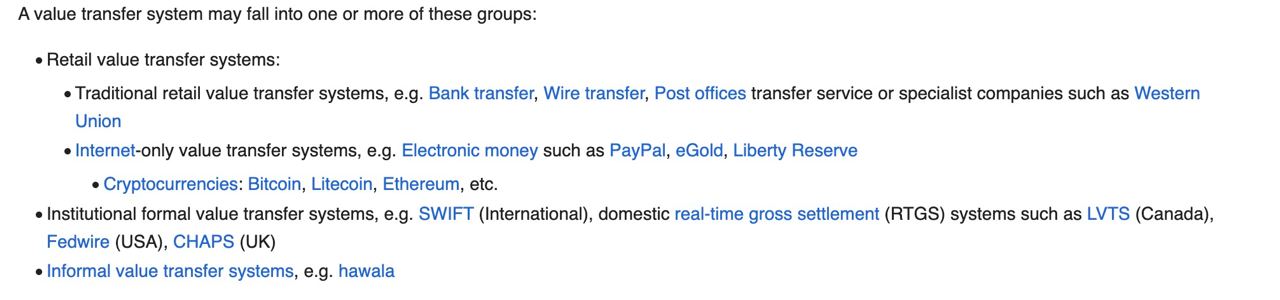 A value transfer system may fall into one or more of these groups:
• Retail value transfer systems:
• Traditional retail value transfer systems, e.g. Bank transfer, Wire transfer, Post offices transfer service or specialist companies such as Western
Union
• Internet-only value transfer systems, e.g. Electronic money such as PayPal, eGold, Liberty Reserve
• Cryptocurrencies: Bitcoin, Litecoin, Ethereum, etc.
• Institutional formal value transfer systems, e.g. SWIFT (International), domestic real-time gross settlement (RTGS) systems such as LVTS (Canada),
Fedwire (USA), CHAPS (UK)
• Informal value transfer systems, e.g. hawala